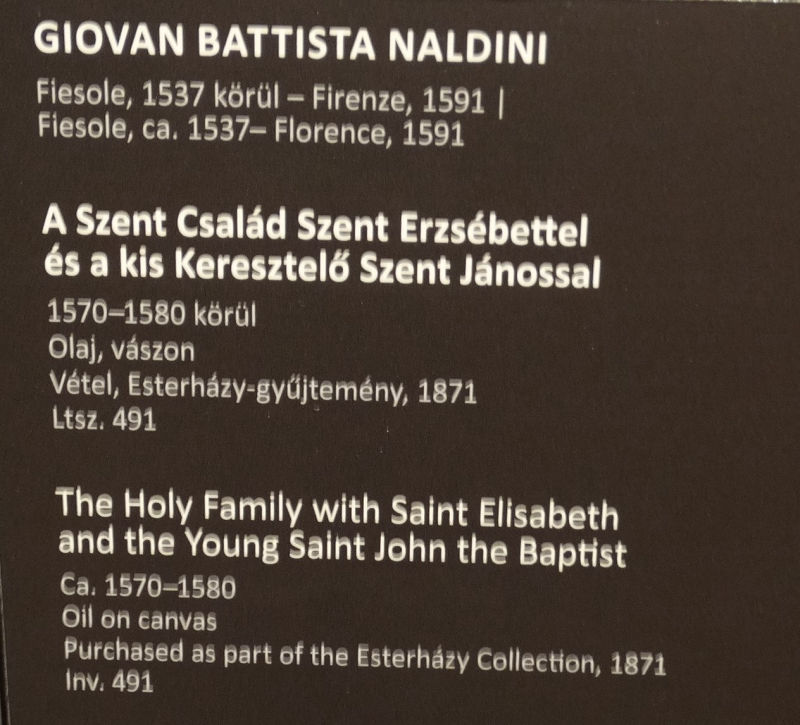 GIOVAN BATTISTA NALDINI
Fiesole, 1537 körül – Firenze, 1591 |
Fiesole, ca. 1537– Florence, 1591
A Szent Család Szent Erzsébettel
és a kis Keresztelő Szent Jánossal
1570–1580 körül
Olaj, vászon
Vétel, Esterházy-gyűjtemény, 1871
Ltsz. 491
The Holy Family with Saint Elisabeth
and the Young Saint John the Baptist
Ca. 1570–1580
Oil on canvas
Purchased as part of the Esterházy Collection, 1871
Inv. 491